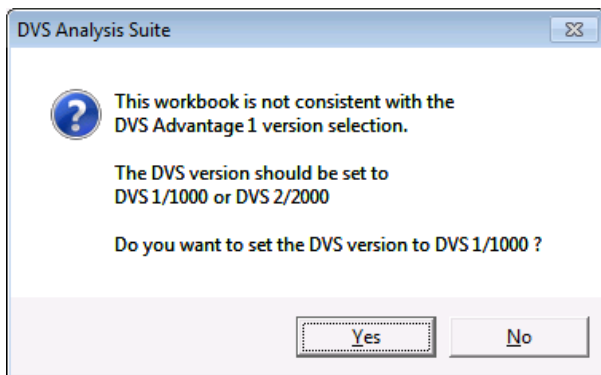 DVS Analysis Suite
This workbook is not consistent with the
DVS Advantage 1 version selection.
The DVS version should be set to
DVS 1/1000 or DVS 2/2000
Do you want to set the DVS version to DVS 1/1000 ?
Yes
No